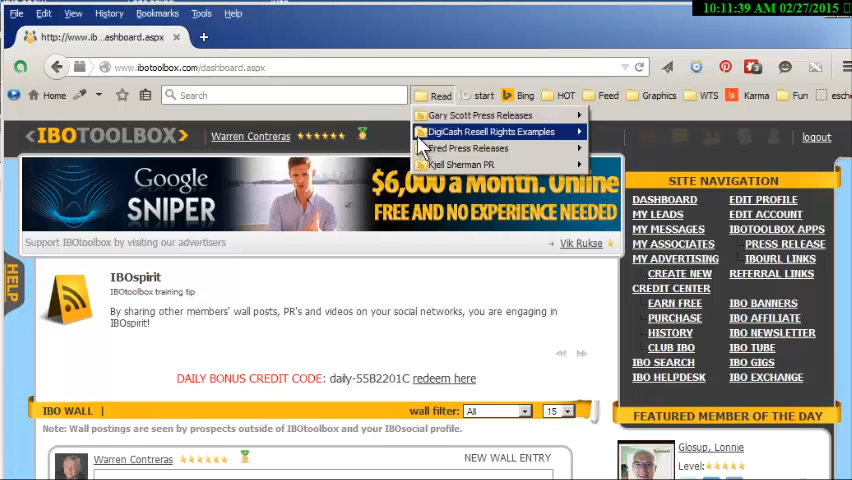 10:11:39 AM 02/27/2015
File Edit View History Bookmarks Tools Help
http://www.ib...ashboard.aspx × +
www.ibotoolbox.com/dashboard.aspx
Home Search Read start Bing HOT Feed Graphics WTS Karma Fun esche
Gary Scott Press Releases
DigiCash Resell Rights Examples
Fred Press Releases
Kjell Sherman PR
<IBOTOOLBOX> Warren Contreras logout
Google
SNIPER
$6,000 a Month. Online
FREE AND NO EXPERIENCE NEEDED
Support IBOtoolbox by visiting our advertisers Vik Rukse
HELP
IBOspirit
IBOtoolbox training tip
By sharing other members' wall posts, PR's and videos on your social networks, you are engaging in
IBOspirit!
DAILY BONUS CREDIT CODE: daily-55B2201C redeem here
IBO WALL | wall filter: All 15
Note: Wall postings are seen by prospects outside of IBOtoolbox and your IBOsocial profile.
Warren Contreras NEW WALL ENTRY
SITE NAVIGATION
DASHBOARD EDIT PROFILE
MY LEADS EDIT ACCOUNT
MY MESSAGES IBOTOOLBOX APPS
MY ASSOCIATES PRESS RELEASE
MY ADVERTISING IBOURL LINKS
CREATE NEW REFERRAL LINKS
CREDIT CENTER
EARN FREE IBO BANNERS
PURCHASE IBO AFFILIATE
HISTORY IBO NEWSLETTER
CLUB IBO IBO TUBE
IBO SEARCH IBO GIGS
IBO HELPDESK IBO EXCHANGE
FEATURED MEMBER OF THE DAY
Glosup, Lonnie
Level: